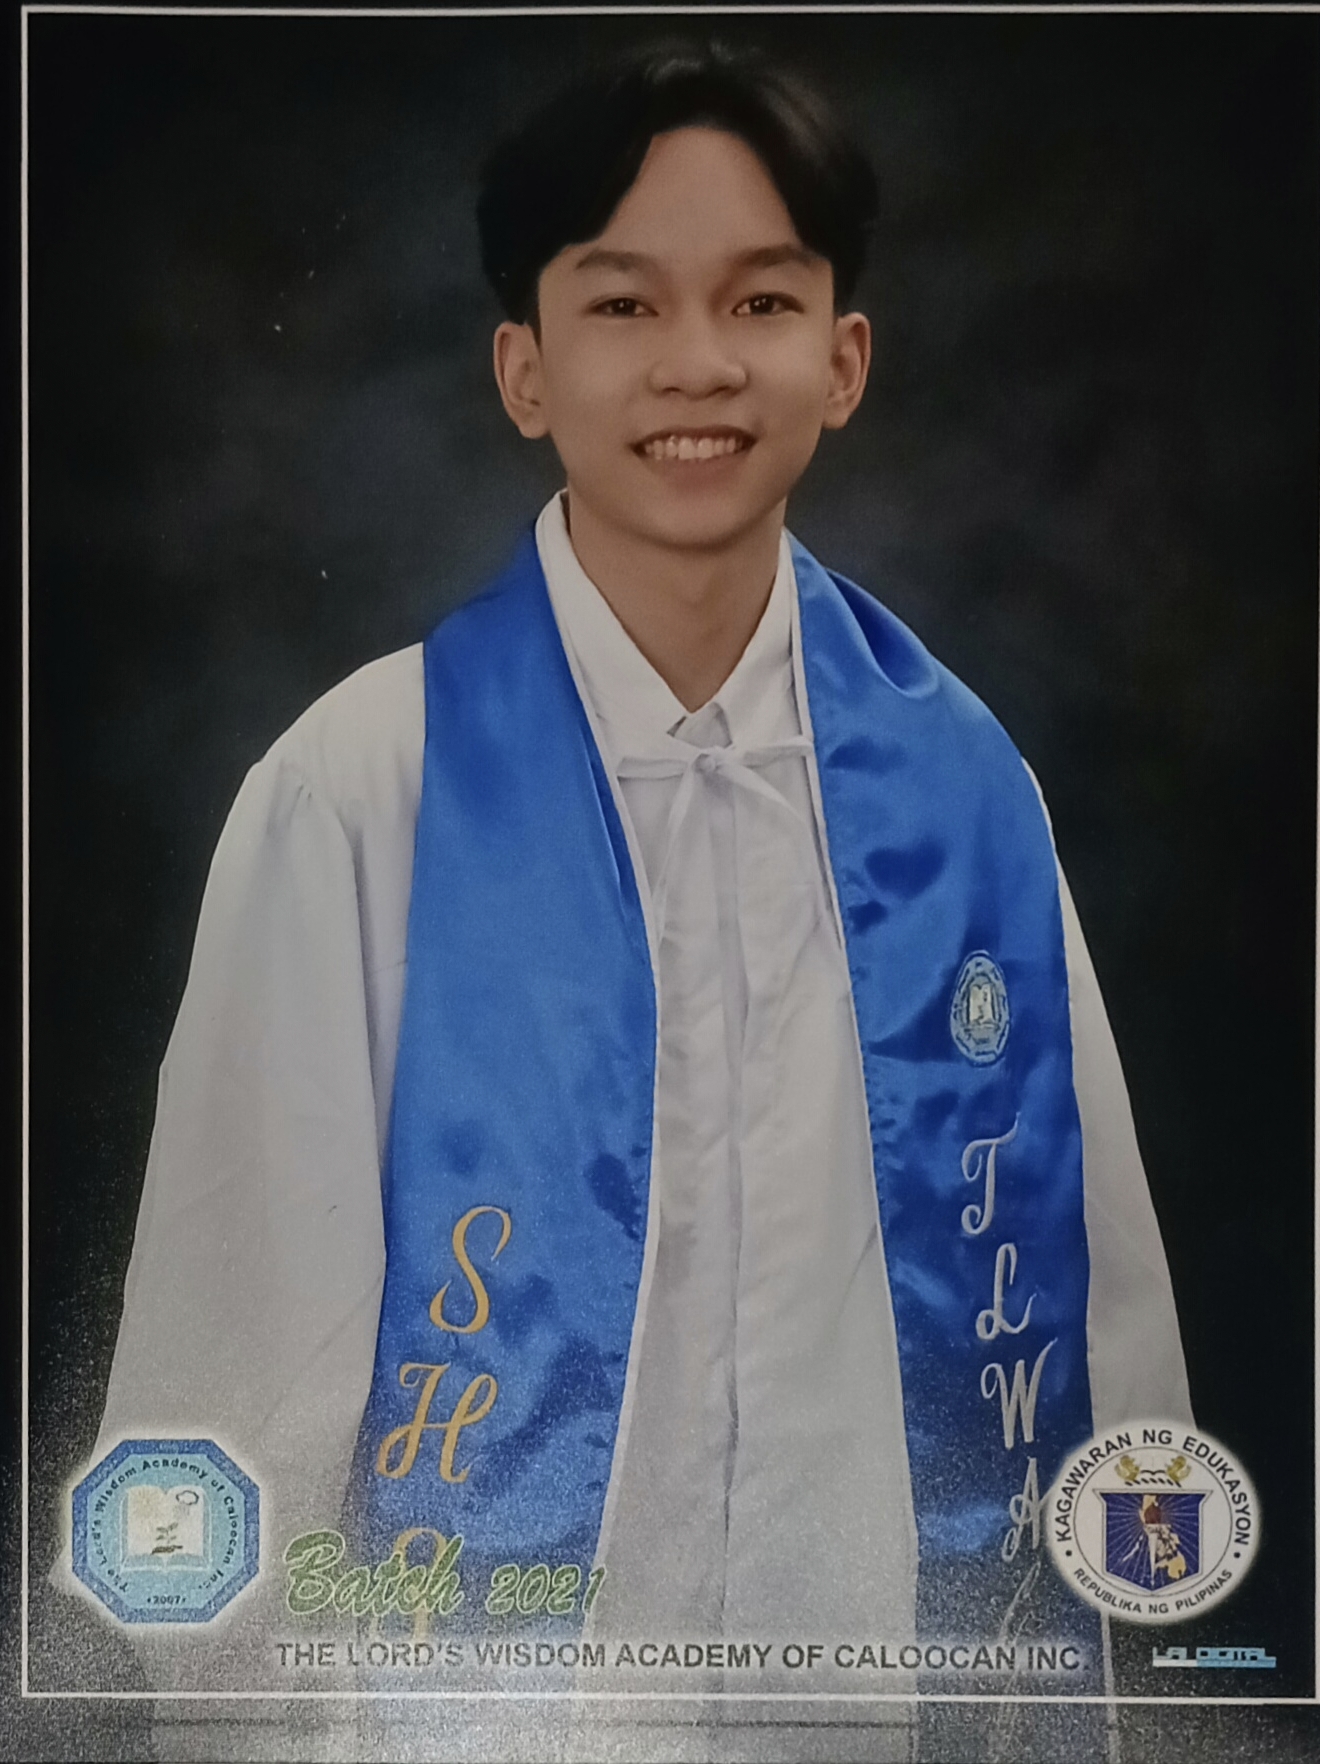 S
H
T
L
W
A
The Lord's Wisdom Academy of Caloocan Inc.
• 2007 •
Batch 2021
KAGAWARAN NG EDUKASYON
REPUBLIKA NG PILIPINAS
THE LORD'S WISDOM ACADEMY OF CALOOCAN INC.